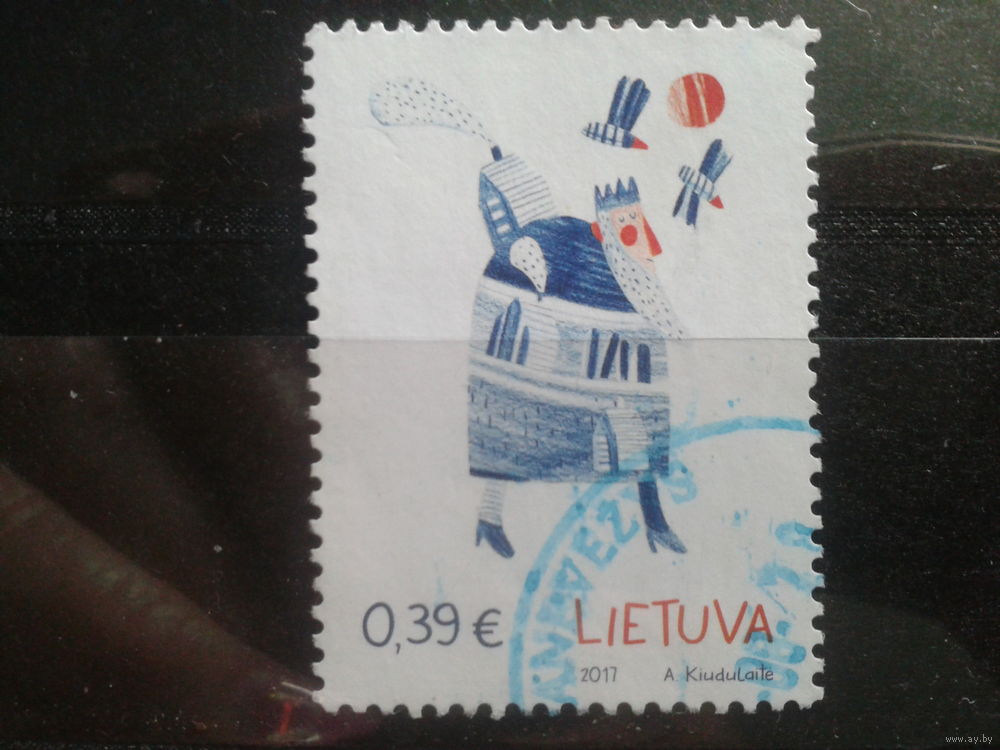 0,39 €
LIETUVA
2017 A. Kiudulaite
www.ay.by